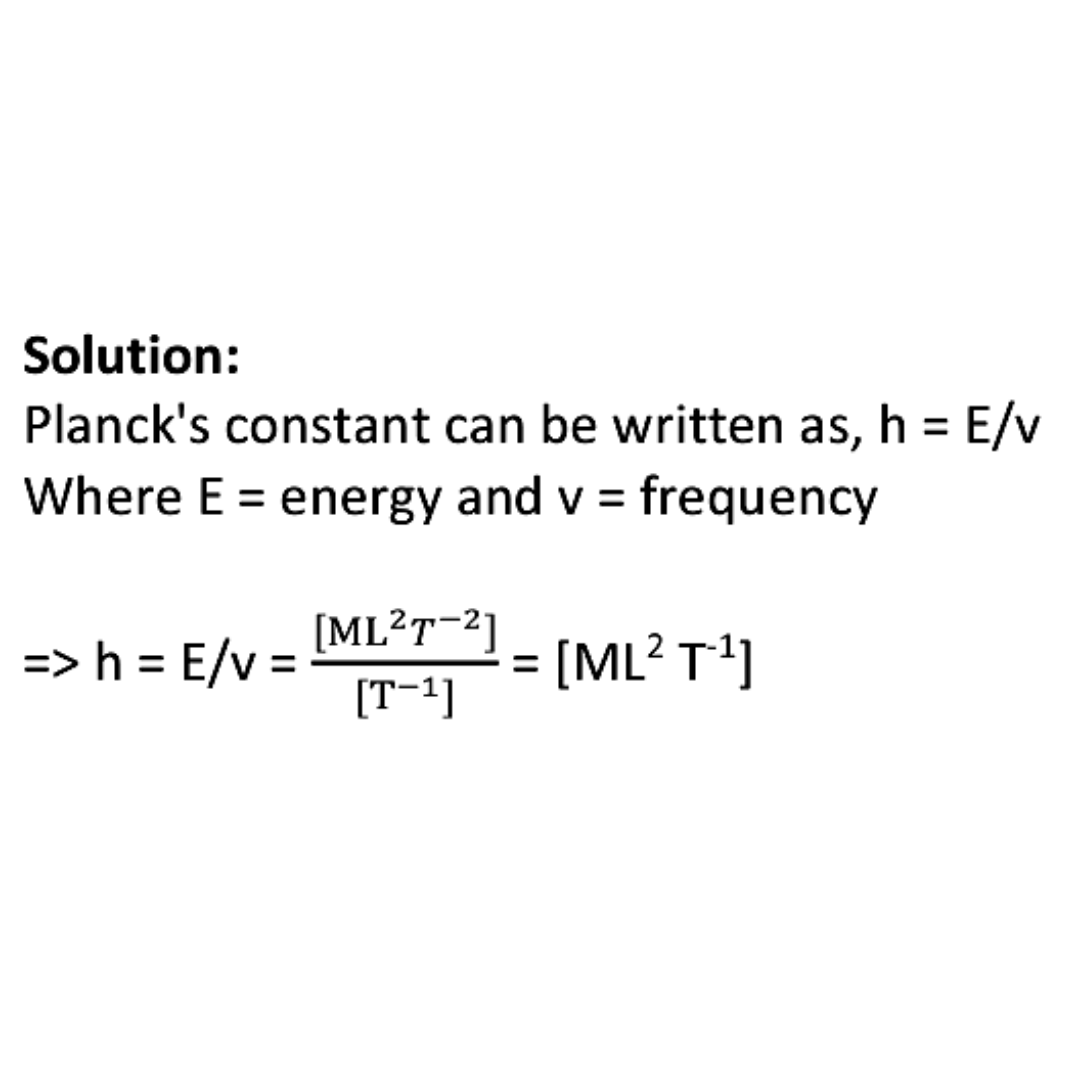 Solution:
Planck's constant can be written as, h = E/v
Where E = energy and v = frequency
=> h = E/v = [ML²T⁻²] / [T⁻¹] = [ML² T⁻¹]